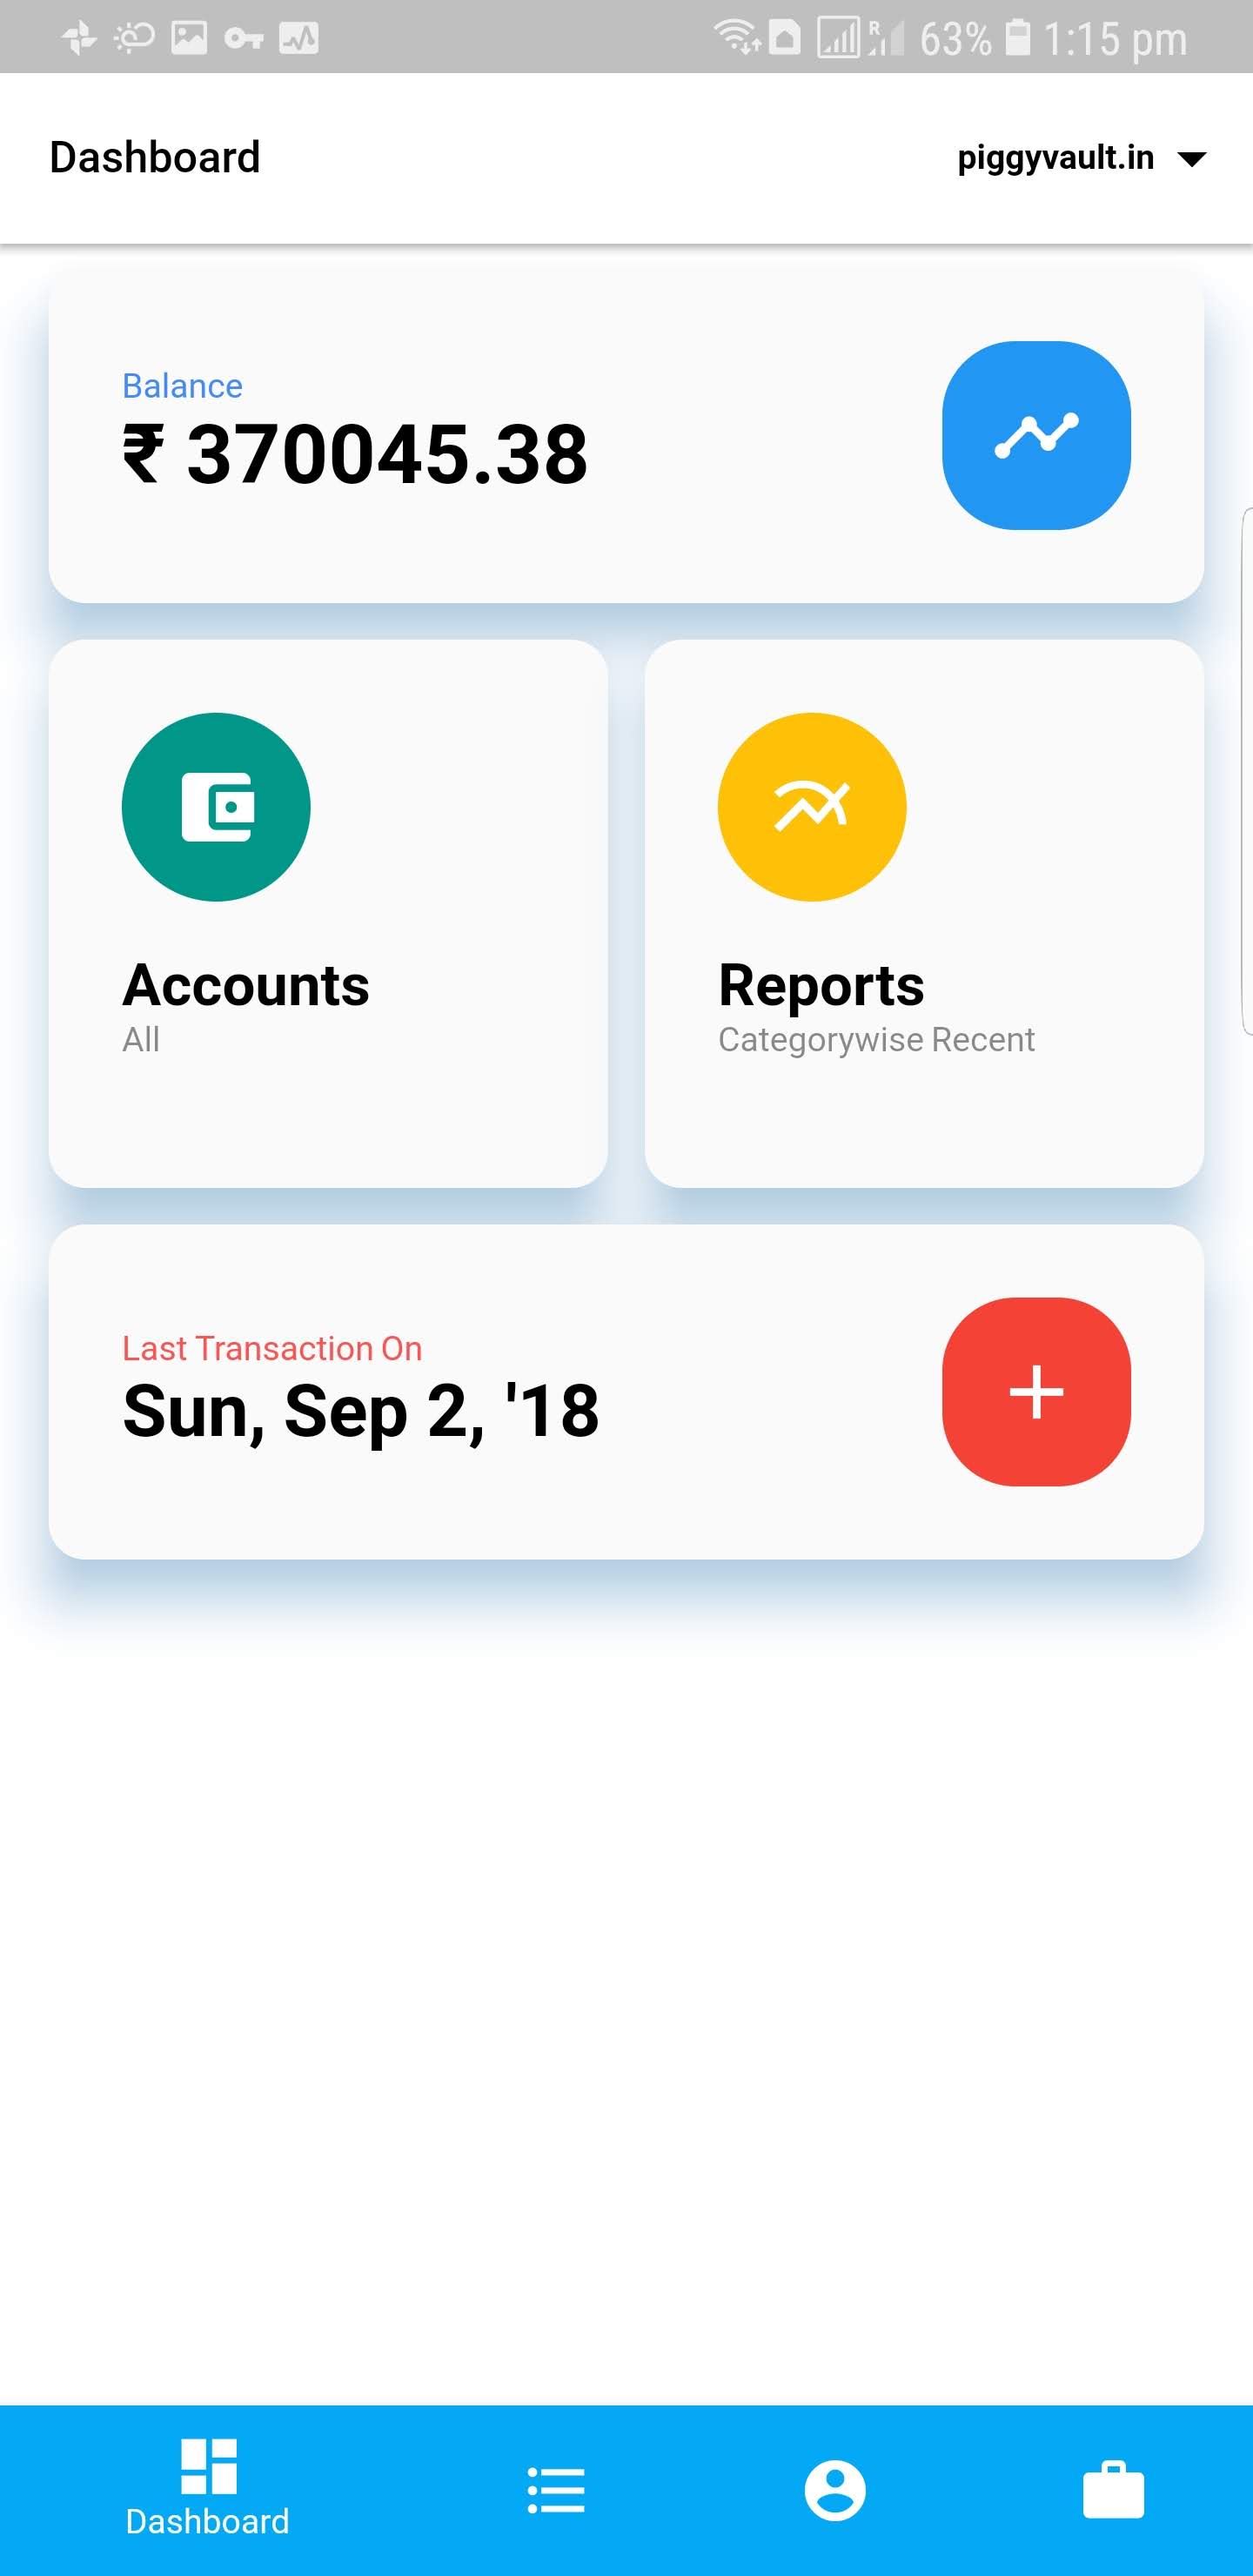 R 63% 1:15 pm
Dashboard piggyvault.in
Balance
₹ 370045.38
Accounts
All
Reports
Categorywise Recent
Last Transaction On
Sun, Sep 2, '18
Dashboard